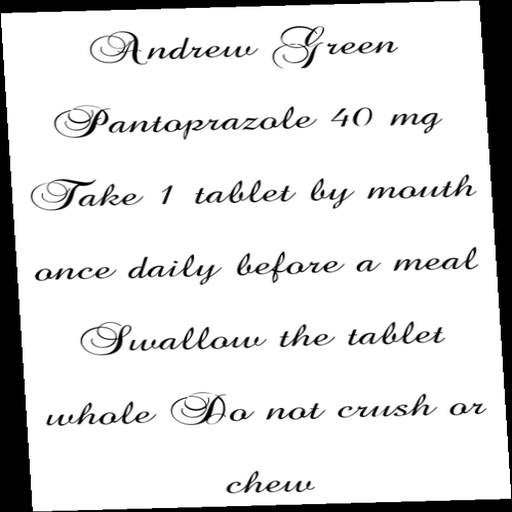 Andrew Green
Pantoprazole 40 mg
Take 1 tablet by mouth
once daily before a meal
Swallow the tablet
whole Do not crush or
chew